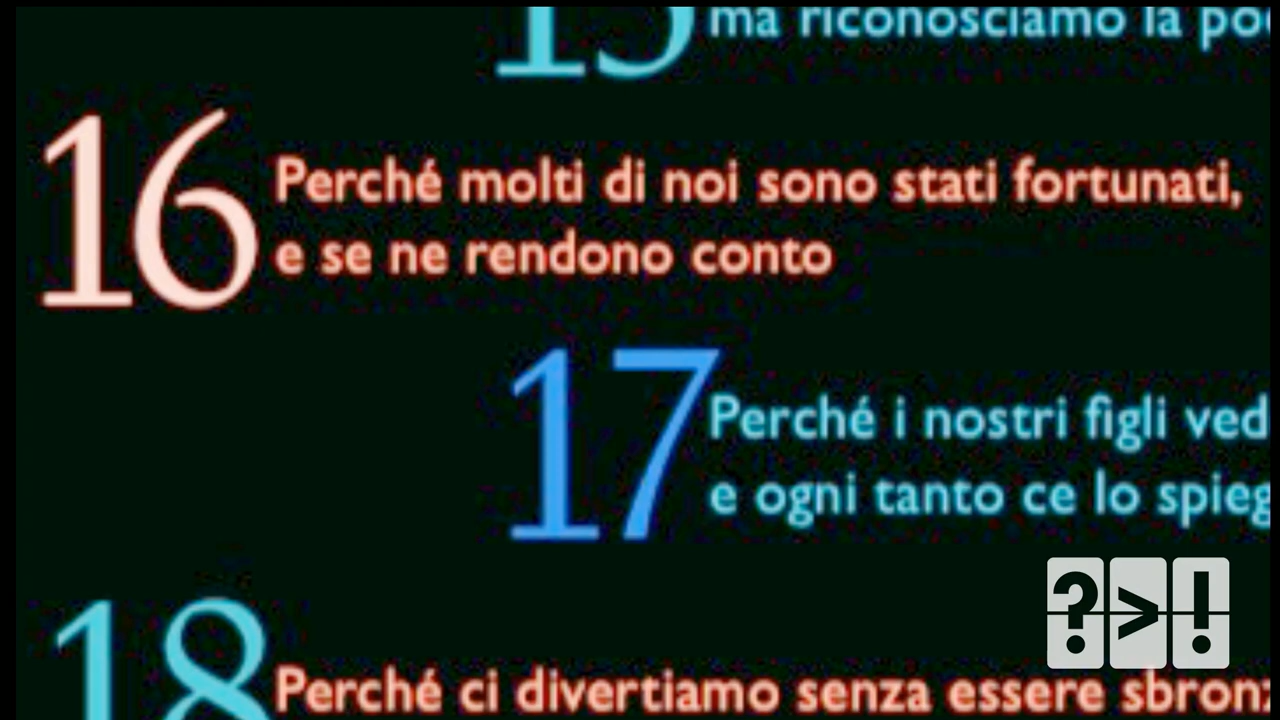 15
ma riconosciamo la
16
Perché molti di noi sono stati fortunati,
e se ne rendono conto
17
Perché i nostri figli
e ogni tanto ce lo
?>!
18
Perché ci divertiamo senza essere